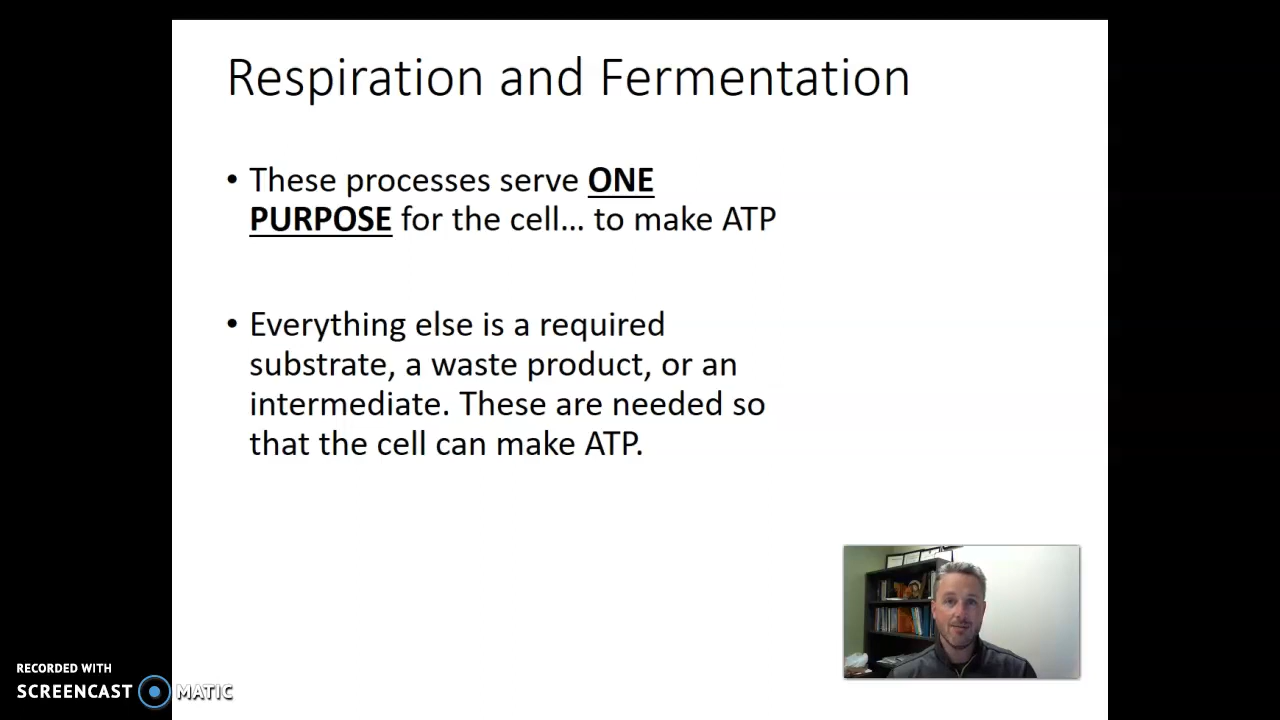 Respiration and Fermentation
• These processes serve ONE
PURPOSE for the cell... to make ATP
• Everything else is a required
substrate, a waste product, or an
intermediate. These are needed so
that the cell can make ATP.
RECORDED WITH
SCREENCAST MATIC